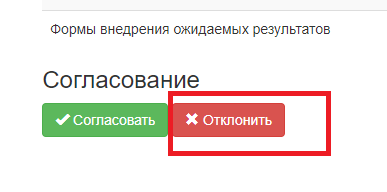 Формы внедрения ожидаемых результатов
Согласование
Согласовать Отклонить